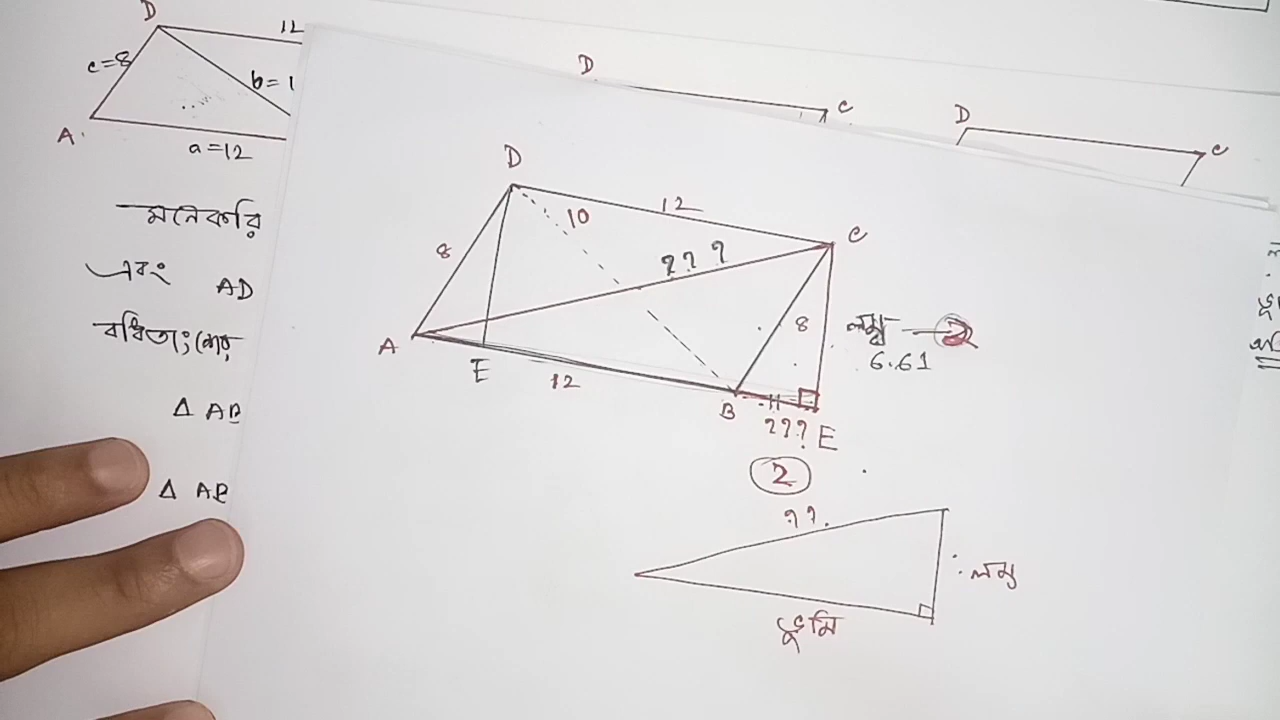 D
12
c=8
b=1
A
a=12
মনেকরি
এবং AD
বর্ধিতাংশের
Δ AB
Δ AB
D
C
D
C
D
12
C
10
8
? ? ?
8
লম্ব — 2
6.61
A
E
12
B
???
E
2
??.
লম্ব
ভুমি